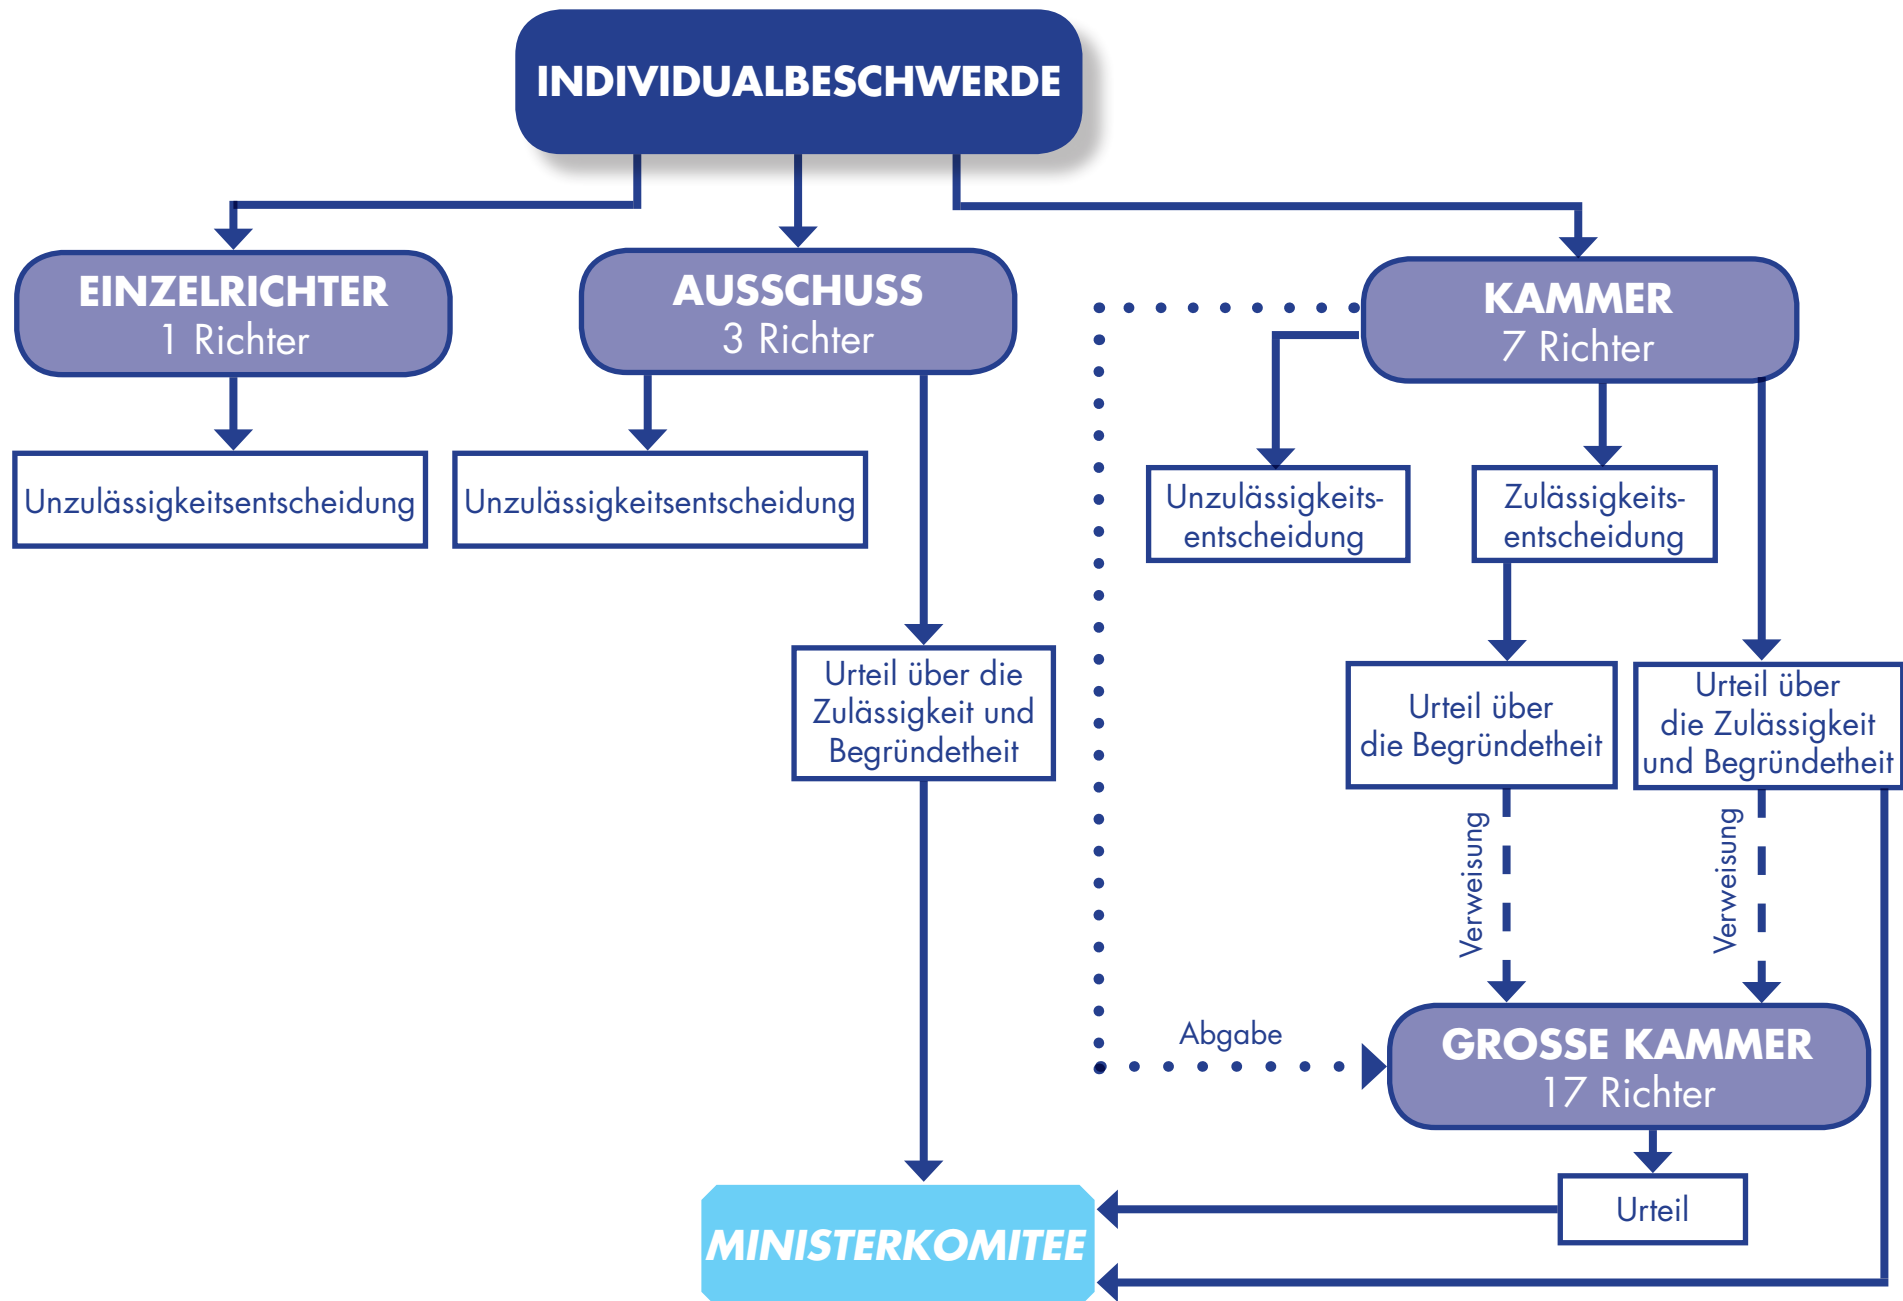 INDIVIDUALBESCHWERDE
EINZELRICHTER
1 Richter
AUSSCHUSS
3 Richter
KAMMER
7 Richter
Unzulässigkeitsentscheidung
Unzulässigkeitsentscheidung
Unzulässigkeits-
entscheidung
Zulässigkeits-
entscheidung
Urteil über die
Zulässigkeit und
Begründetheit
Urteil über
die Begründetheit
Urteil über
die Zulässigkeit
und Begründetheit
Verweisung
Verweisung
Abgabe
GROSSE KAMMER
17 Richter
Urteil
MINISTERKOMITEE